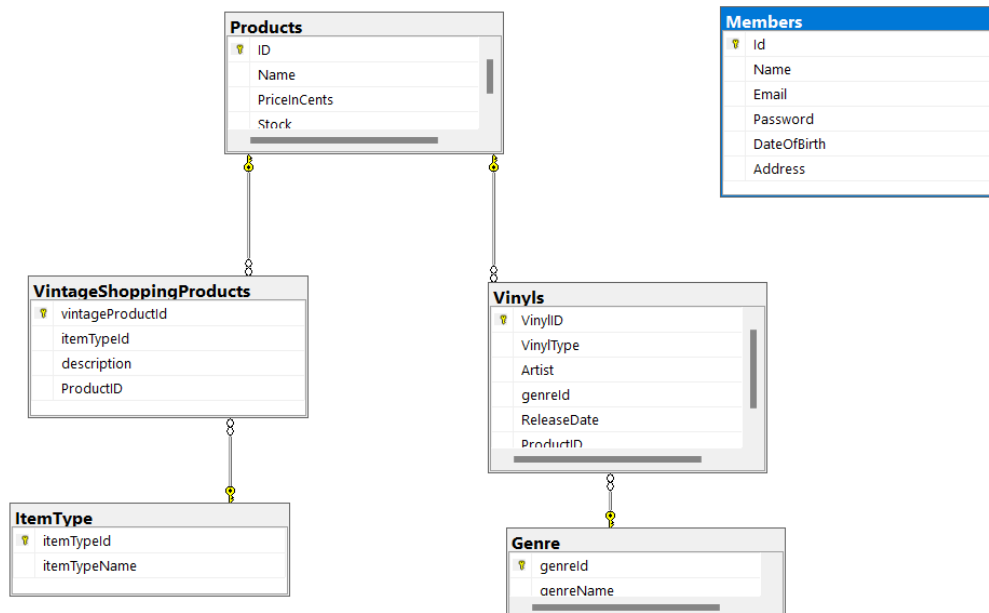 Products
ID
Name
PriceInCents
Stock
Members
Id
Name
Email
Password
DateOfBirth
Address
VintageShoppingProducts
vintageProductId
itemTypeId
description
ProductID
Vinyls
VinylID
VinylType
Artist
genreId
ReleaseDate
ProductID
ItemType
itemTypeId
itemTypeName
Genre
genreId
genreName